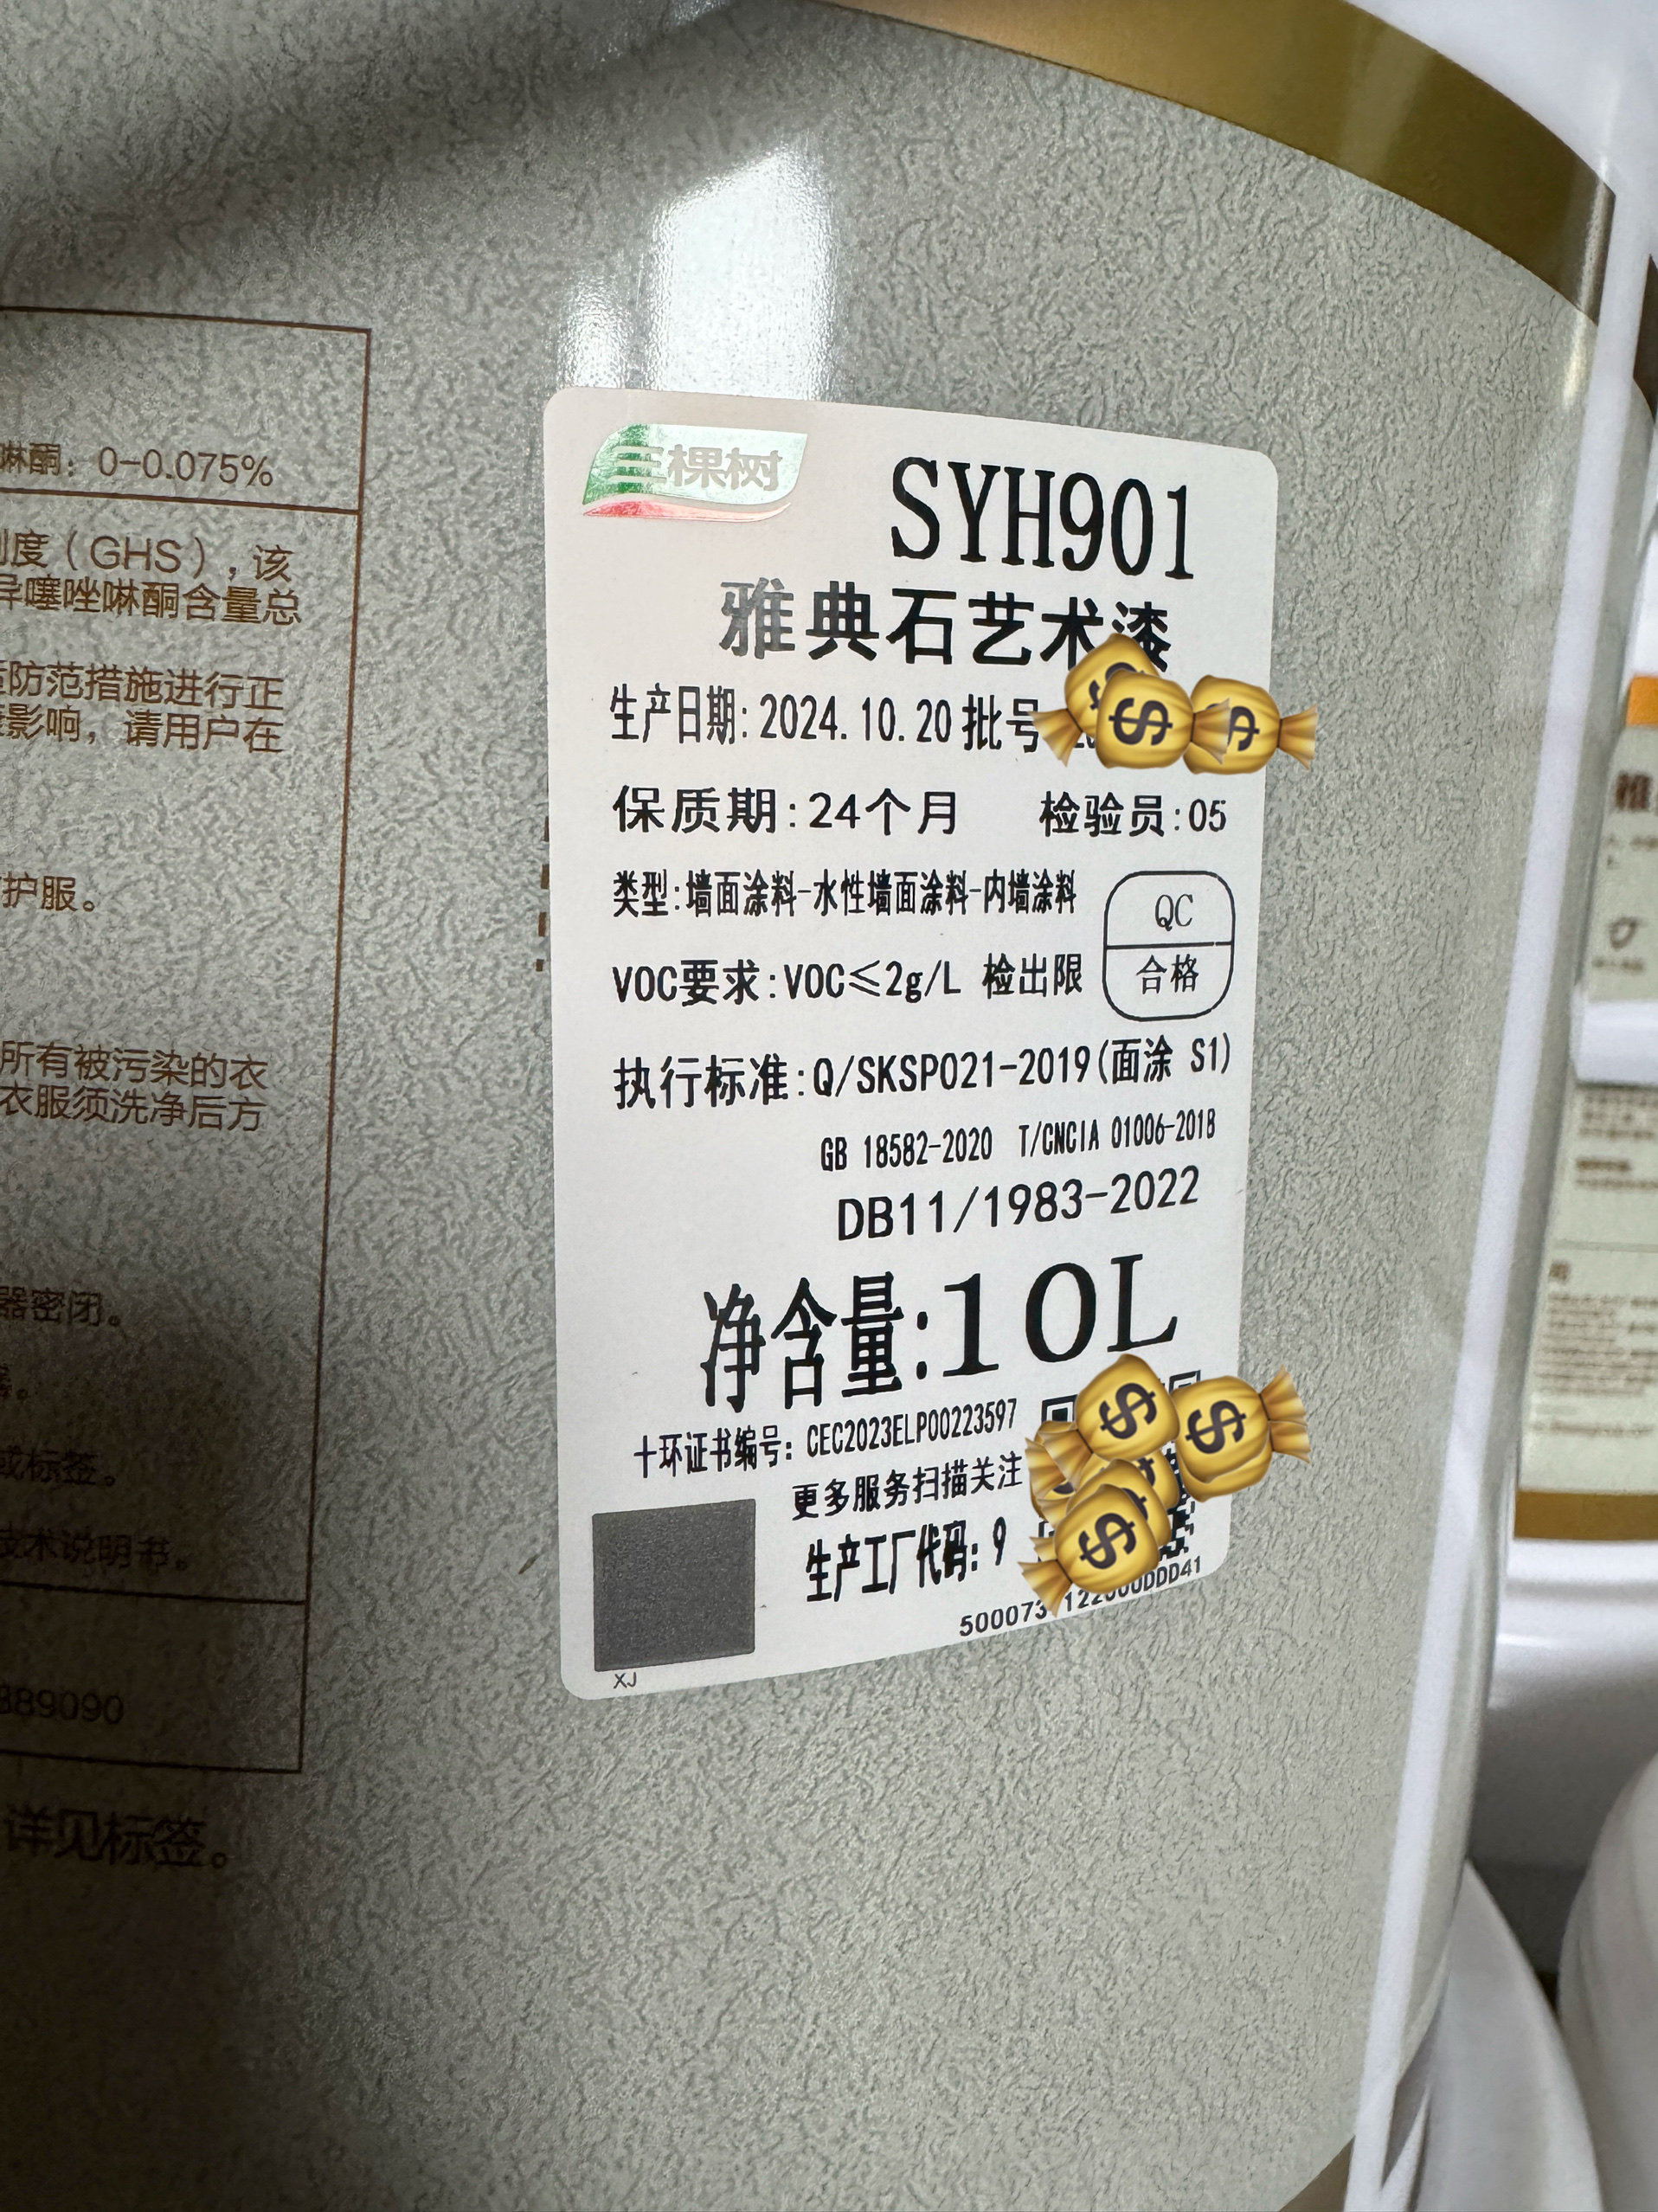 啉酮：0-0.075%
度（GHS），该
异噻唑啉酮含量总
防范措施进行正
影响，请用户在
护服。
所有被污染的衣
衣服须洗净后方
器密闭。
或标签。
技术说明书。
889090
详见标签。
三棵树
SYH901
雅典石艺术漆
生产日期:2024.10.20 批号
保质期:24个月 检验员:05
类型:墙面涂料-水性墙面涂料-内墙涂料
QC
合格
VOC要求:VOC≤2g/L 检出限
执行标准:Q/SKSP021-2019(面涂 S1)
GB 18582-2020 T/CNCIA 01006-2018
DB11/1983-2022
净含量:10L
十环证书编号: CEC2023ELP00223597
更多服务扫描关注
生产工厂代码: 9
XJ